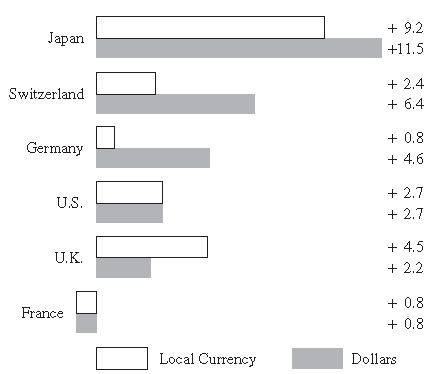 Japan + 9.2
+11.5
Switzerland + 2.4
+ 6.4
Germany + 0.8
+ 4.6
U.S. + 2.7
+ 2.7
U.K. + 4.5
+ 2.2
France + 0.8
+ 0.8
Local Currency Dollars